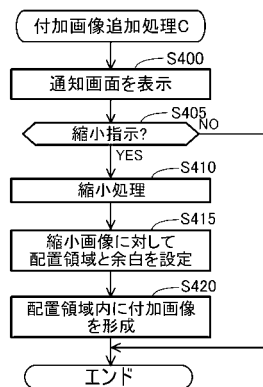 付加画像追加処理C
S400
通知画面を表示
S405
縮小指示?
NO
YES
S410
縮小処理
S415
縮小画像に対して
配置領域と余白を設定
S420
配置領域内に付加画像
を形成
エンド